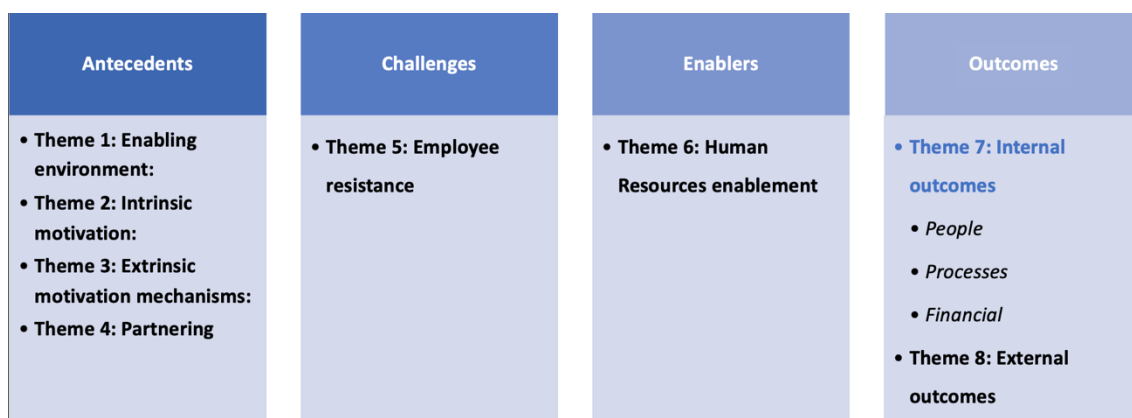 Antecedents
• Theme 1: Enabling
environment:
• Theme 2: Intrinsic
motivation:
• Theme 3: Extrinsic
motivation mechanisms:
• Theme 4: Partnering
Challenges
• Theme 5: Employee
resistance
Enablers
• Theme 6: Human
Resources enablement
Outcomes
• Theme 7: Internal
outcomes
• People
• Processes
• Financial
• Theme 8: External
outcomes